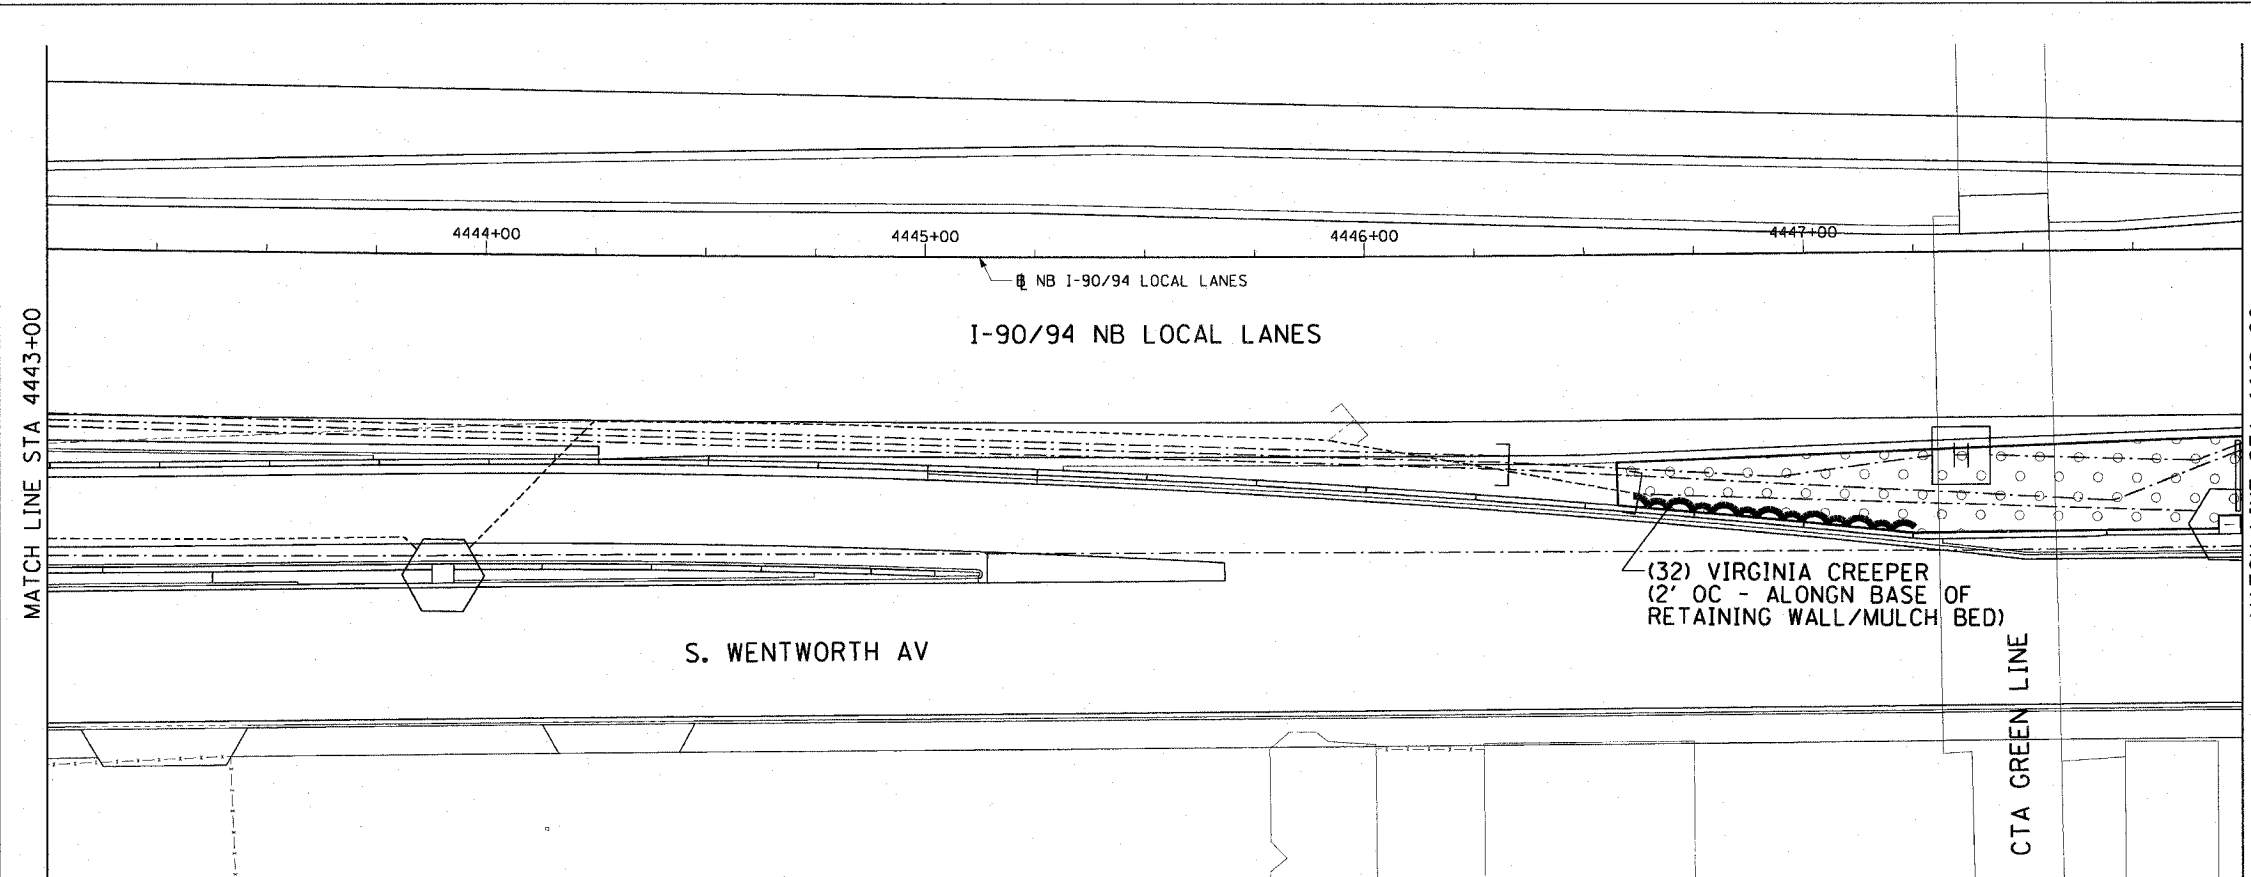 4444+00
4445+00
4446+00
4447+00
NB I-90/94 LOCAL LANES
I-90/94 NB LOCAL LANES
MATCH LINE STA 4443+00
(32) VIRGINIA CREEPER
(2' OC - ALONGN BASE OF
RETAINING WALL/MULCH BED)
S. WENTWORTH AV
CTA GREEN LINE